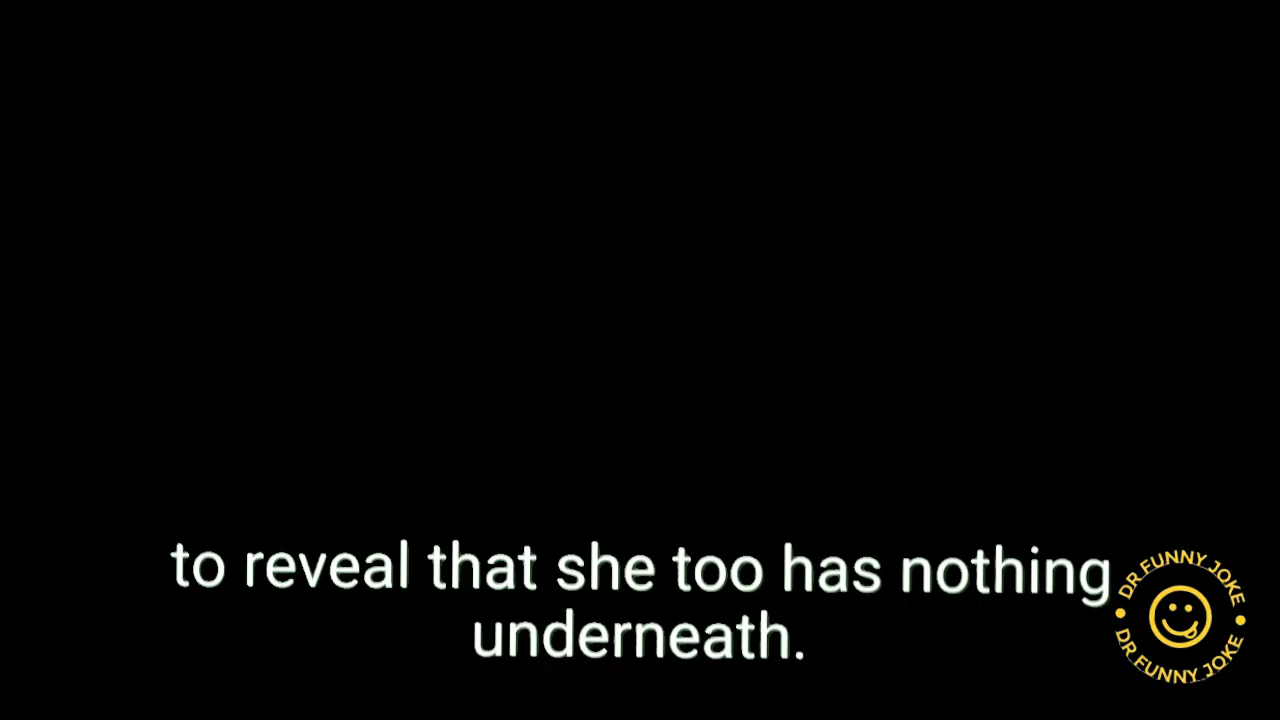 to reveal that she too has nothing
underneath.
DR FUNNY JOKE
DR FUNNY JOKE